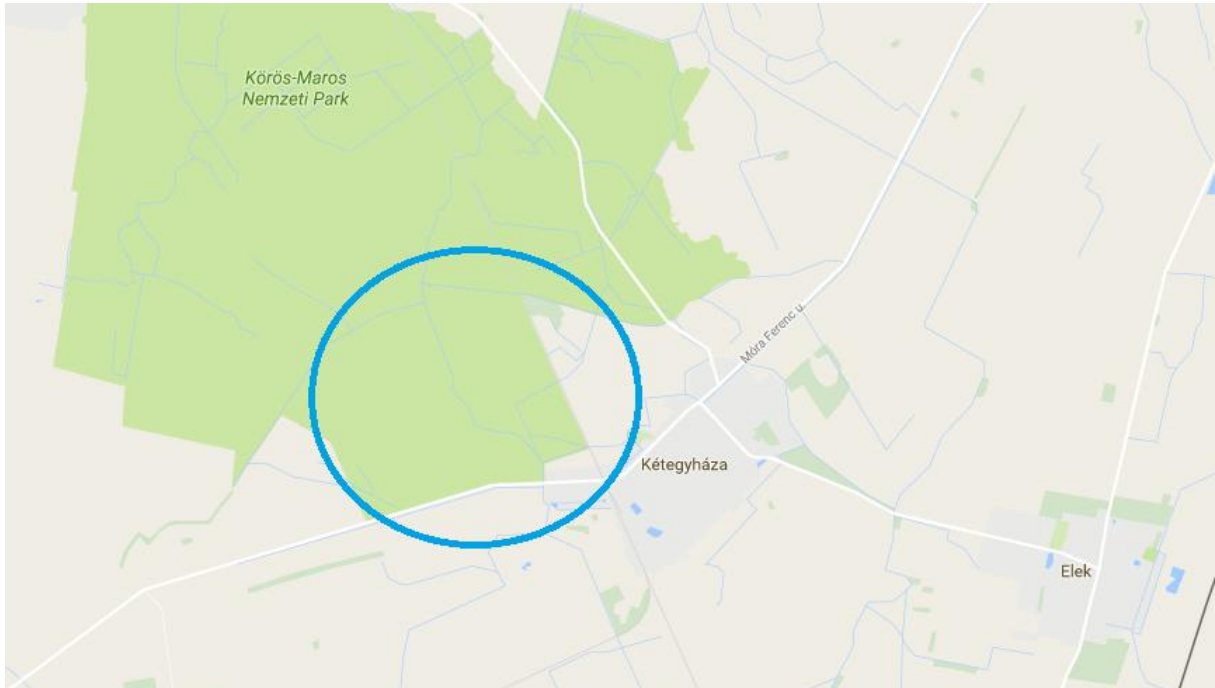 Körös-Maros
Nemzeti Park
Móra Ferenc u.
Kétegyháza
Elek